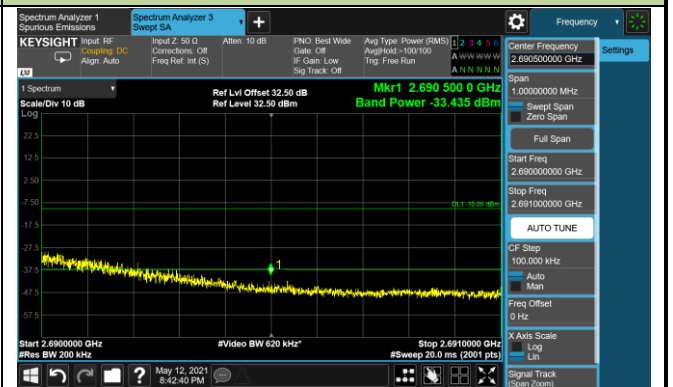 Spectrum Analyzer 1
Spurious Emissions
Spectrum Analyzer 3
Swept SA
Frequency
KEYSIGHT
Input: RF
Coupling: DC
Align: Auto
Input Z: 50 Ω
Corrections: Off
Freq Ref: Int (S)
Atten: 10 dB
PNO: Best Wide
Gate: Off
IF Gain: Low
Sig Track: Off
Avg Type: Power (RMS)
Avg|Hold:>100/100
Trig: Free Run
1 2 3 4 5 6
A W W W W W
A N N N N N
LXI
1 Spectrum
Scale/Div 10 dB
Log
Ref Lvl Offset 32.50 dB
Ref Level 32.50 dBm
Mkr1 2.690 500 0 GHz
Band Power -33.435 dBm
22.5
12.5
2.50
-7.50
-17.5
-27.5
-37.5
-47.5
-57.5
DL1 -10.00 dBm
1
Start 2.6900000 GHz
#Res BW 200 kHz
#Video BW 620 kHz*
Stop 2.6910000 GHz
#Sweep 20.0 ms (2001 pts)
Center Frequency
2.690500000 GHz
Settings
Span
1.00000000 MHz
Swept Span
Zero Span
Full Span
Start Freq
2.690000000 GHz
Stop Freq
2.691000000 GHz
AUTO TUNE
CF Step
100.000 kHz
Auto
Man
Freq Offset
0 Hz
X Axis Scale
Log
Lin
Signal Track
(Span Zoom)
?
May 12, 2021
8:42:40 PM